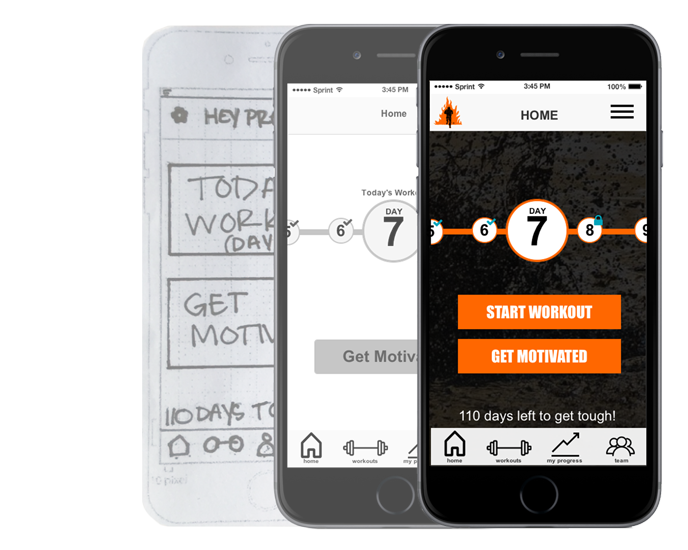 HEY PR
TODA
WORK
(DAY
GET
MOTIV
110 DAYS TO
Sprint
3:45 PM
Home
Today's Work
6
DAY
7
Get Motiva
home
workouts
my p
Sprint
3:45 PM
100%
HOME
6
DAY
7
8
9
START WORKOUT
GET MOTIVATED
110 days left to get tough!
home
workouts
my progress
team